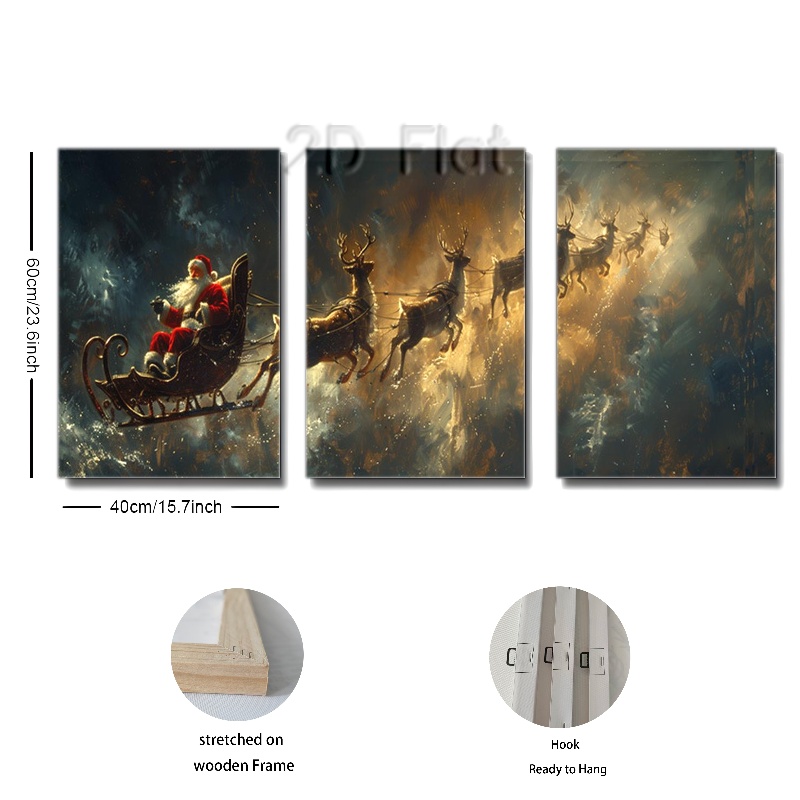 2D Flat
60cm/23.6inch
40cm/15.7inch
stretched on
wooden Frame
Hook
Ready to Hang